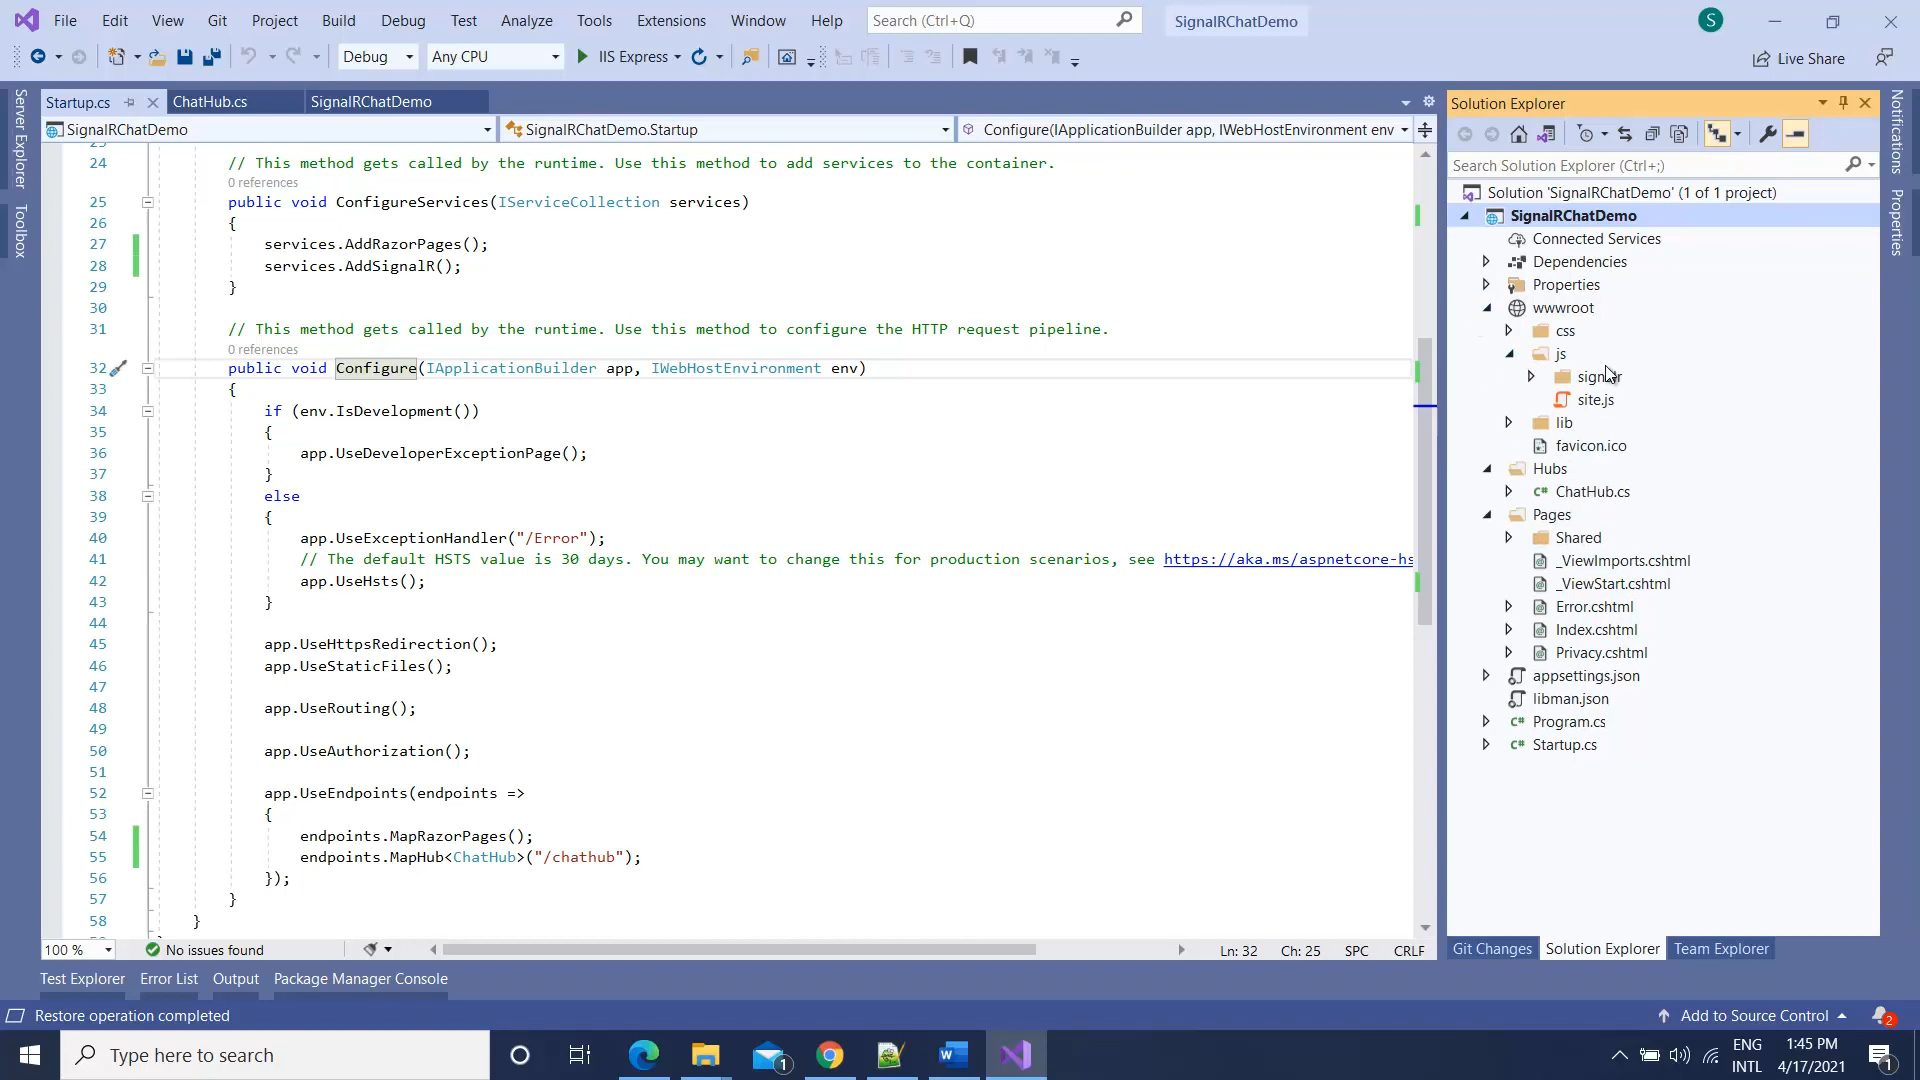 File Edit View Git Project Build Debug Test Analyze Tools Extensions Window Help Search (Ctrl+Q) SignalRChatDemo S
Debug Any CPU IIS Express Live Share
Server Explorer
Toolbox
Startup.cs ChatHub.cs SignalRChatDemo
SignalRChatDemo SignalRChatDemo.Startup Configure(IApplicationBuilder app, IWebHostEnvironment env
24 // This method gets called by the runtime. Use this method to add services to the container.
0 references
25 public void ConfigureServices(IServiceCollection services)
26 {
27 services.AddRazorPages();
28 services.AddSignalR();
29 }
30
31 // This method gets called by the runtime. Use this method to configure the HTTP request pipeline.
0 references
32 public void Configure(IApplicationBuilder app, IWebHostEnvironment env)
33 {
34 if (env.IsDevelopment())
35 {
36 app.UseDeveloperExceptionPage();
37 }
38 else
39 {
40 app.UseExceptionHandler("/Error");
41 // The default HSTS value is 30 days. You may want to change this for production scenarios, see https://aka.ms/aspnetcore-hs
42 app.UseHsts();
43 }
44
45 app.UseHttpsRedirection();
46 app.UseStaticFiles();
47
48 app.UseRouting();
49
50 app.UseAuthorization();
51
52 app.UseEndpoints(endpoints =>
53 {
54 endpoints.MapRazorPages();
55 endpoints.MapHub<ChatHub>("/chathub");
56 });
57 }
58 }
100 % No issues found Ln: 32 Ch: 25 SPC CRLF
Solution Explorer
Search Solution Explorer (Ctrl+;)
Solution 'SignalRChatDemo' (1 of 1 project)
SignalRChatDemo
Connected Services
Dependencies
Properties
wwwroot
css
js
site.js
lib
favicon.ico
Hubs
ChatHub.cs
Pages
Shared
_ViewImports.cshtml
_ViewStart.cshtml
Error.cshtml
Index.cshtml
Privacy.cshtml
appsettings.json
libman.json
Program.cs
Startup.cs
Git Changes Solution Explorer Team Explorer
Notifications
Properties
Test Explorer Error List Output Package Manager Console
Restore operation completed Add to Source Control 2
Type here to search 1 ENG INTL 1:45 PM 4/17/2021 1